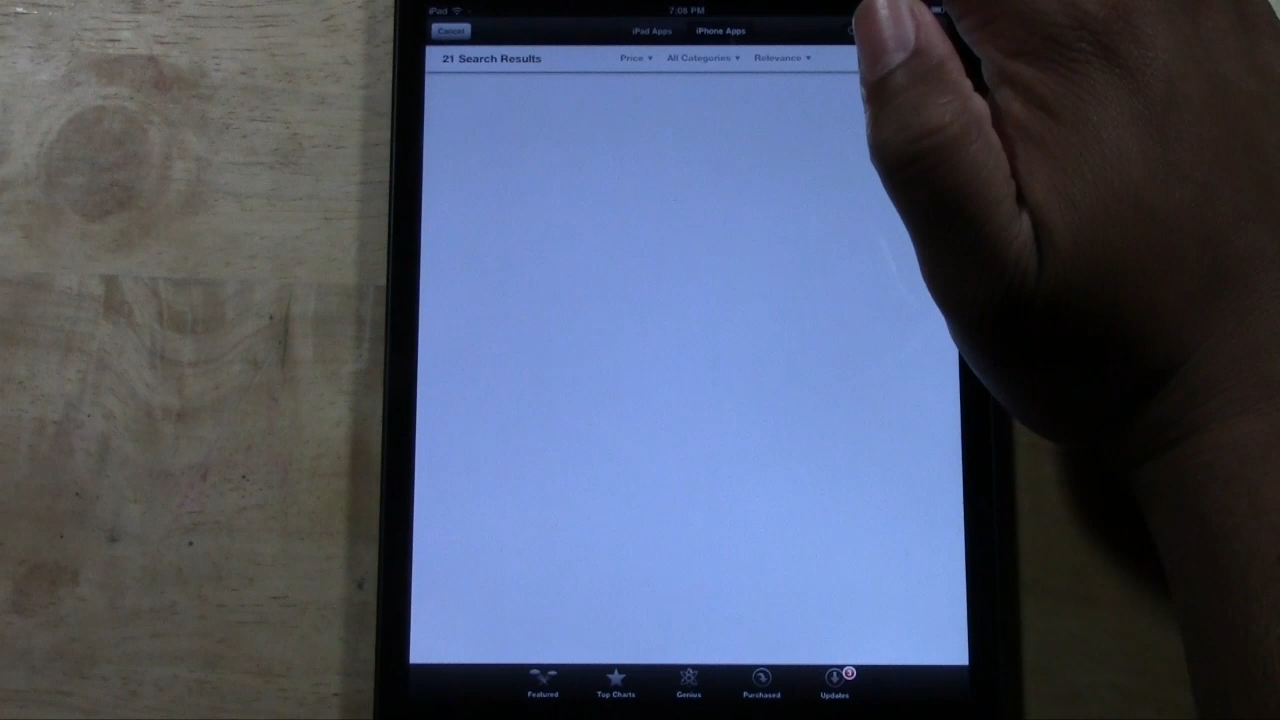 iPad 7:08 PM
Cancel iPad Apps iPhone Apps
21 Search Results Price ▼ All Categories ▼ Relevance ▼
Featured Top Charts Genius Purchased Updates